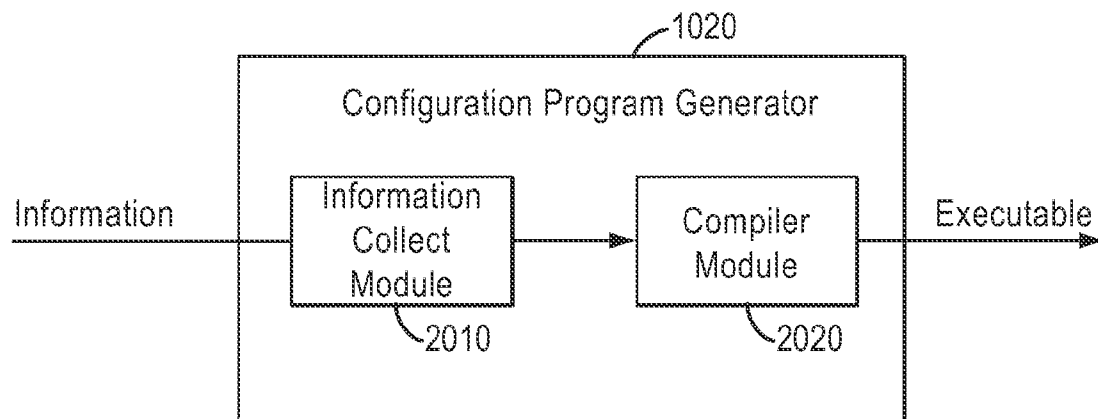 1020
Configuration Program Generator
Information
Information
Collect
Module
Compiler
Module
Executable
2010
2020